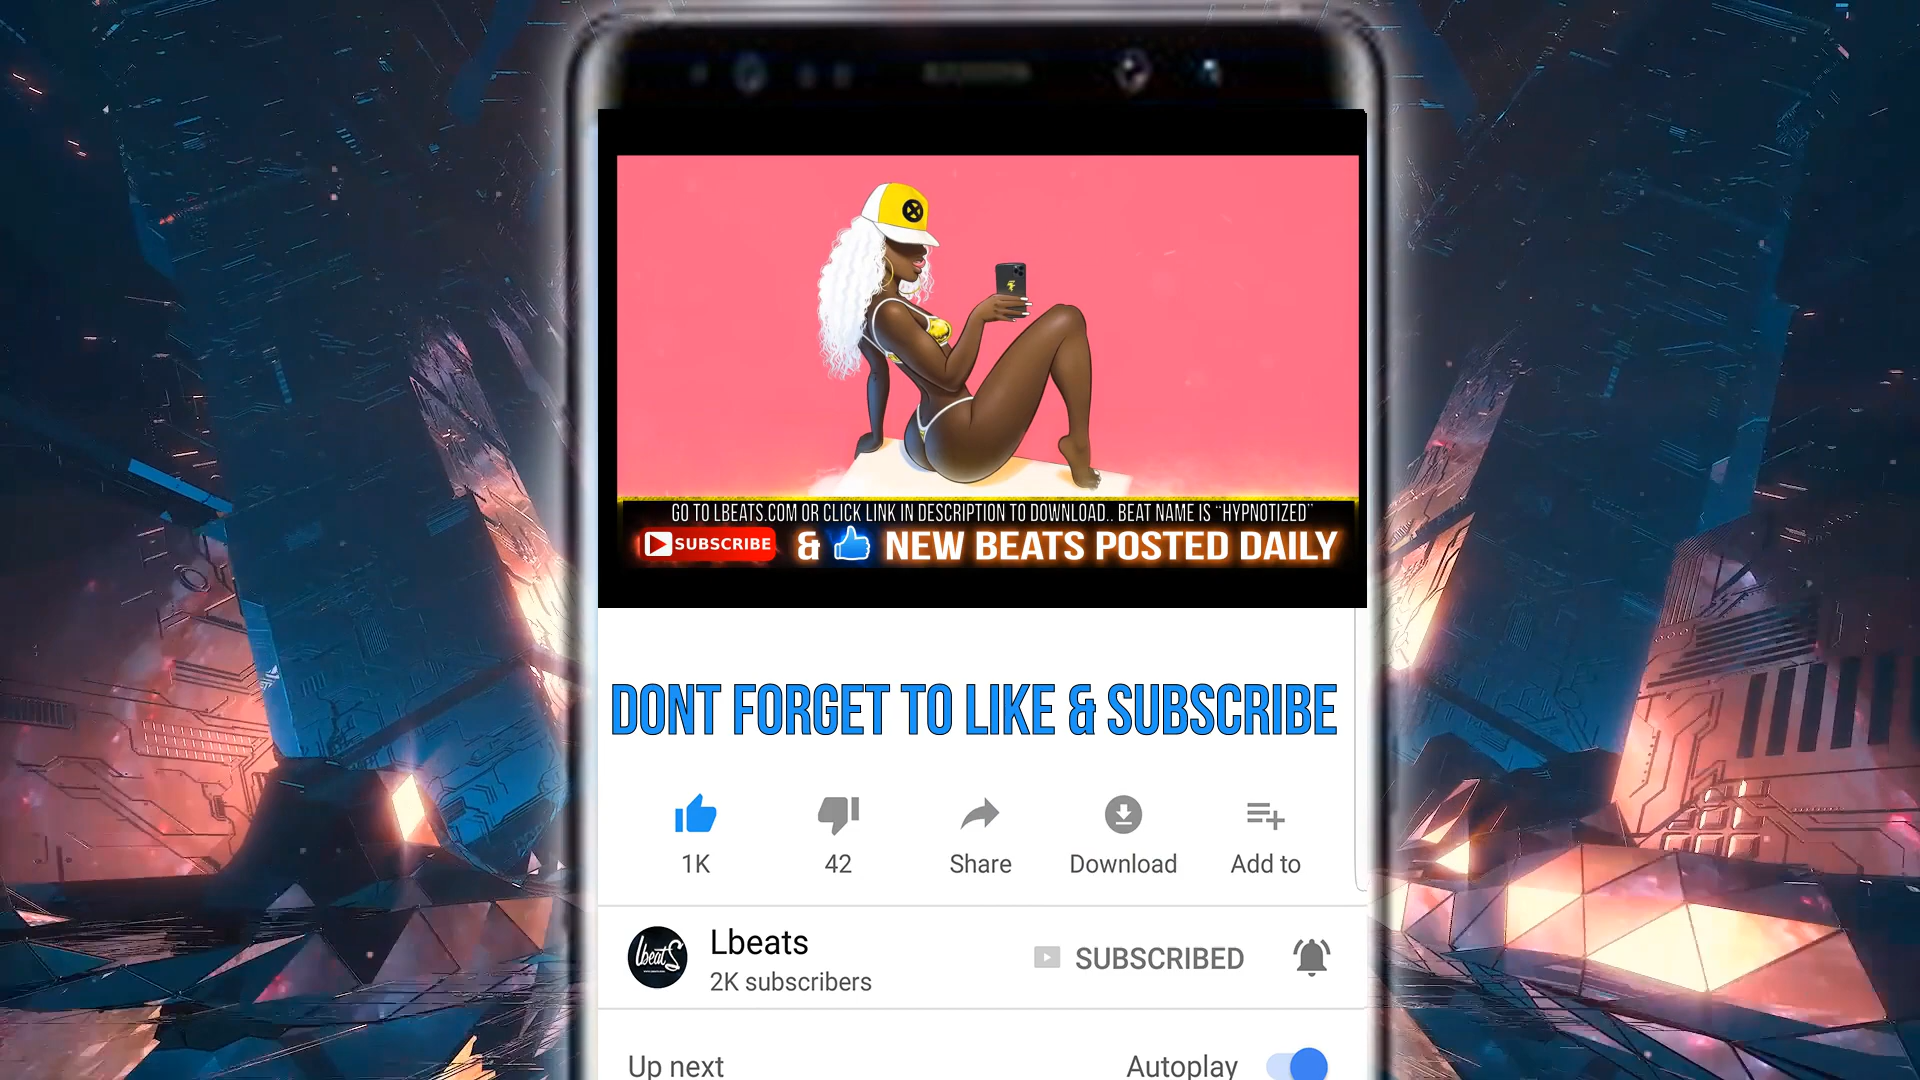 GO TO LBEATS.COM OR CLICK LINK IN DESCRIPTION TO DOWNLOAD.. BEAT NAME IS "HYPNOTIZED"
SUBSCRIBE & NEW BEATS POSTED DAILY
DONT FORGET TO LIKE & SUBSCRIBE
1K 42 Share Download Add to
LbeatS
Lbeats
2K subscribers
SUBSCRIBED
Up next Autoplay